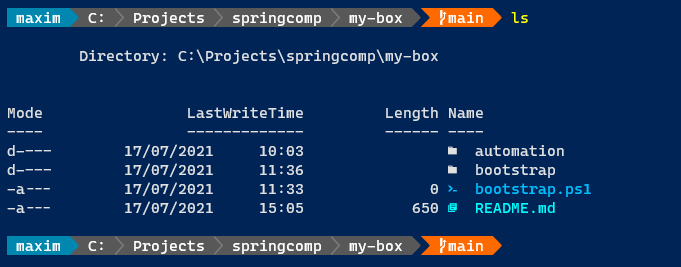 maxim C: Projects springcomp my-box main ls
Directory: C:\Projects\springcomp\my-box
Mode LastWriteTime Length Name
---- ------------- ------ ----
d---- 17/07/2021 10:03 automation
d---- 17/07/2021 11:36 bootstrap
-a--- 17/07/2021 11:33 0 bootstrap.ps1
-a--- 17/07/2021 15:05 650 README.md
maxim C: Projects springcomp my-box main